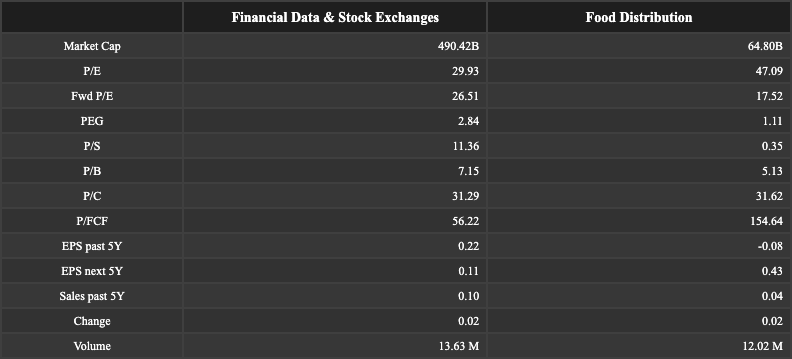 Financial Data & Stock Exchanges Food Distribution
Market Cap 490.42B 64.80B
P/E 29.93 47.09
Fwd P/E 26.51 17.52
PEG 2.84 1.11
P/S 11.36 0.35
P/B 7.15 5.13
P/C 31.29 31.62
P/FCF 56.22 154.64
EPS past 5Y 0.22 -0.08
EPS next 5Y 0.11 0.43
Sales past 5Y 0.10 0.04
Change 0.02 0.02
Volume 13.63 M 12.02 M